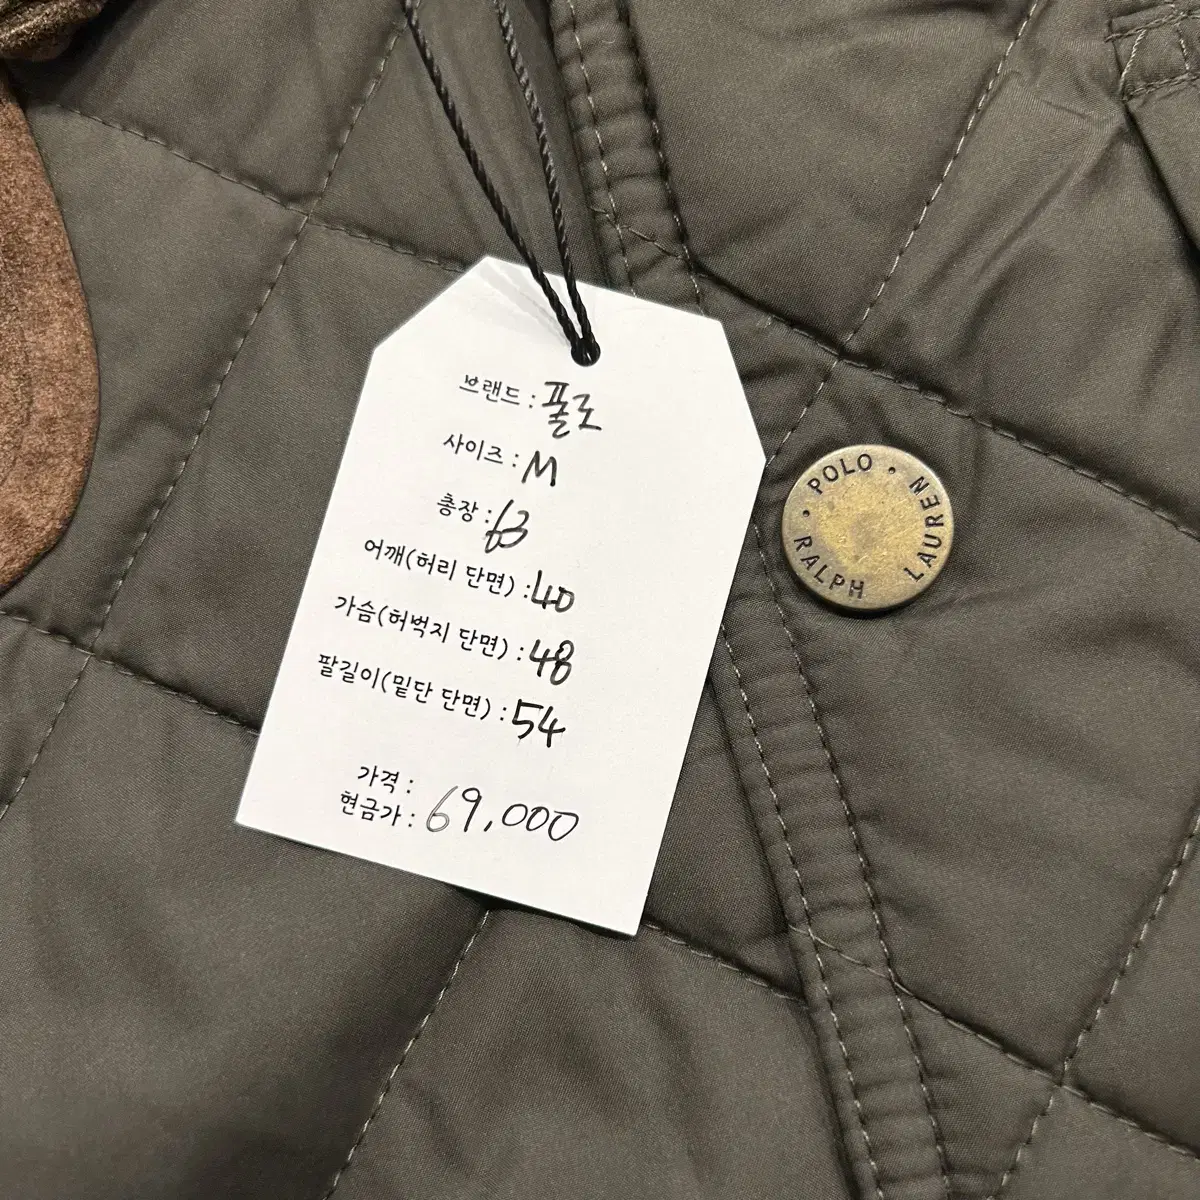 브랜드 : 폴로
사이즈 : M
총장 : 63
어깨(허리 단면) : 40
가슴(허벅지 단면) : 48
팔길이(밑단 단면) : 54
가격 :
현금가 : 69,000
• POLO • RALPH LAUREN